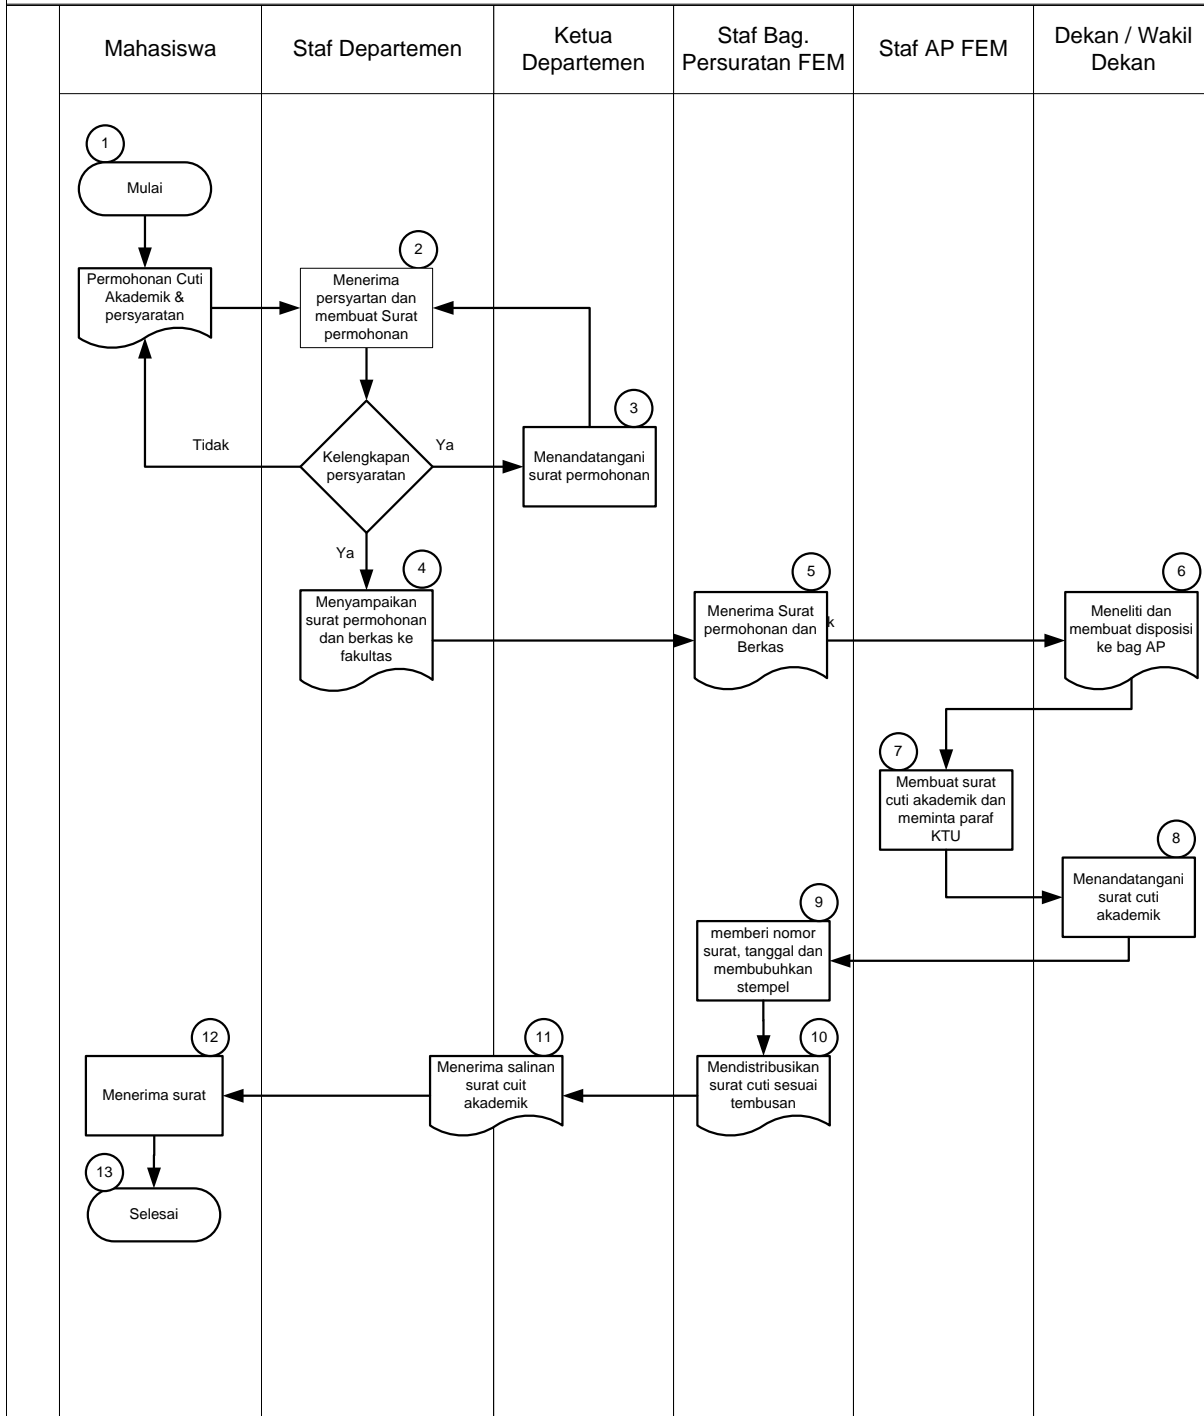 Mahasiswa
Staf Departemen
Ketua
Departemen
Staf Bag.
Persuratan FEM
Staf AP FEM
Dekan / Wakil
Dekan
1
Mulai
Permohonan Cuti
Akademik &
persyaratan
2
Menerima
persyartan dan
membuat Surat
permohonan
3
Menandatangani
surat permohonan
Tidak
Kelengkapan
persyaratan
Ya
Ya
4
Menyampaikan
surat permohonan
dan berkas ke
fakultas
5
Menerima Surat
permohonan dan
Berkas
k
6
Meneliti dan
membuat disposisi
ke bag AP
7
Membuat surat
cuti akademik dan
meminta paraf
KTU
8
Menandatangani
surat cuti
akademik
9
memberi nomor
surat, tanggal dan
membubuhkan
stempel
10
Mendistribusikan
surat cuti sesuai
tembusan
11
Menerima salinan
surat cuit
akademik
12
Menerima surat
13
Selesai